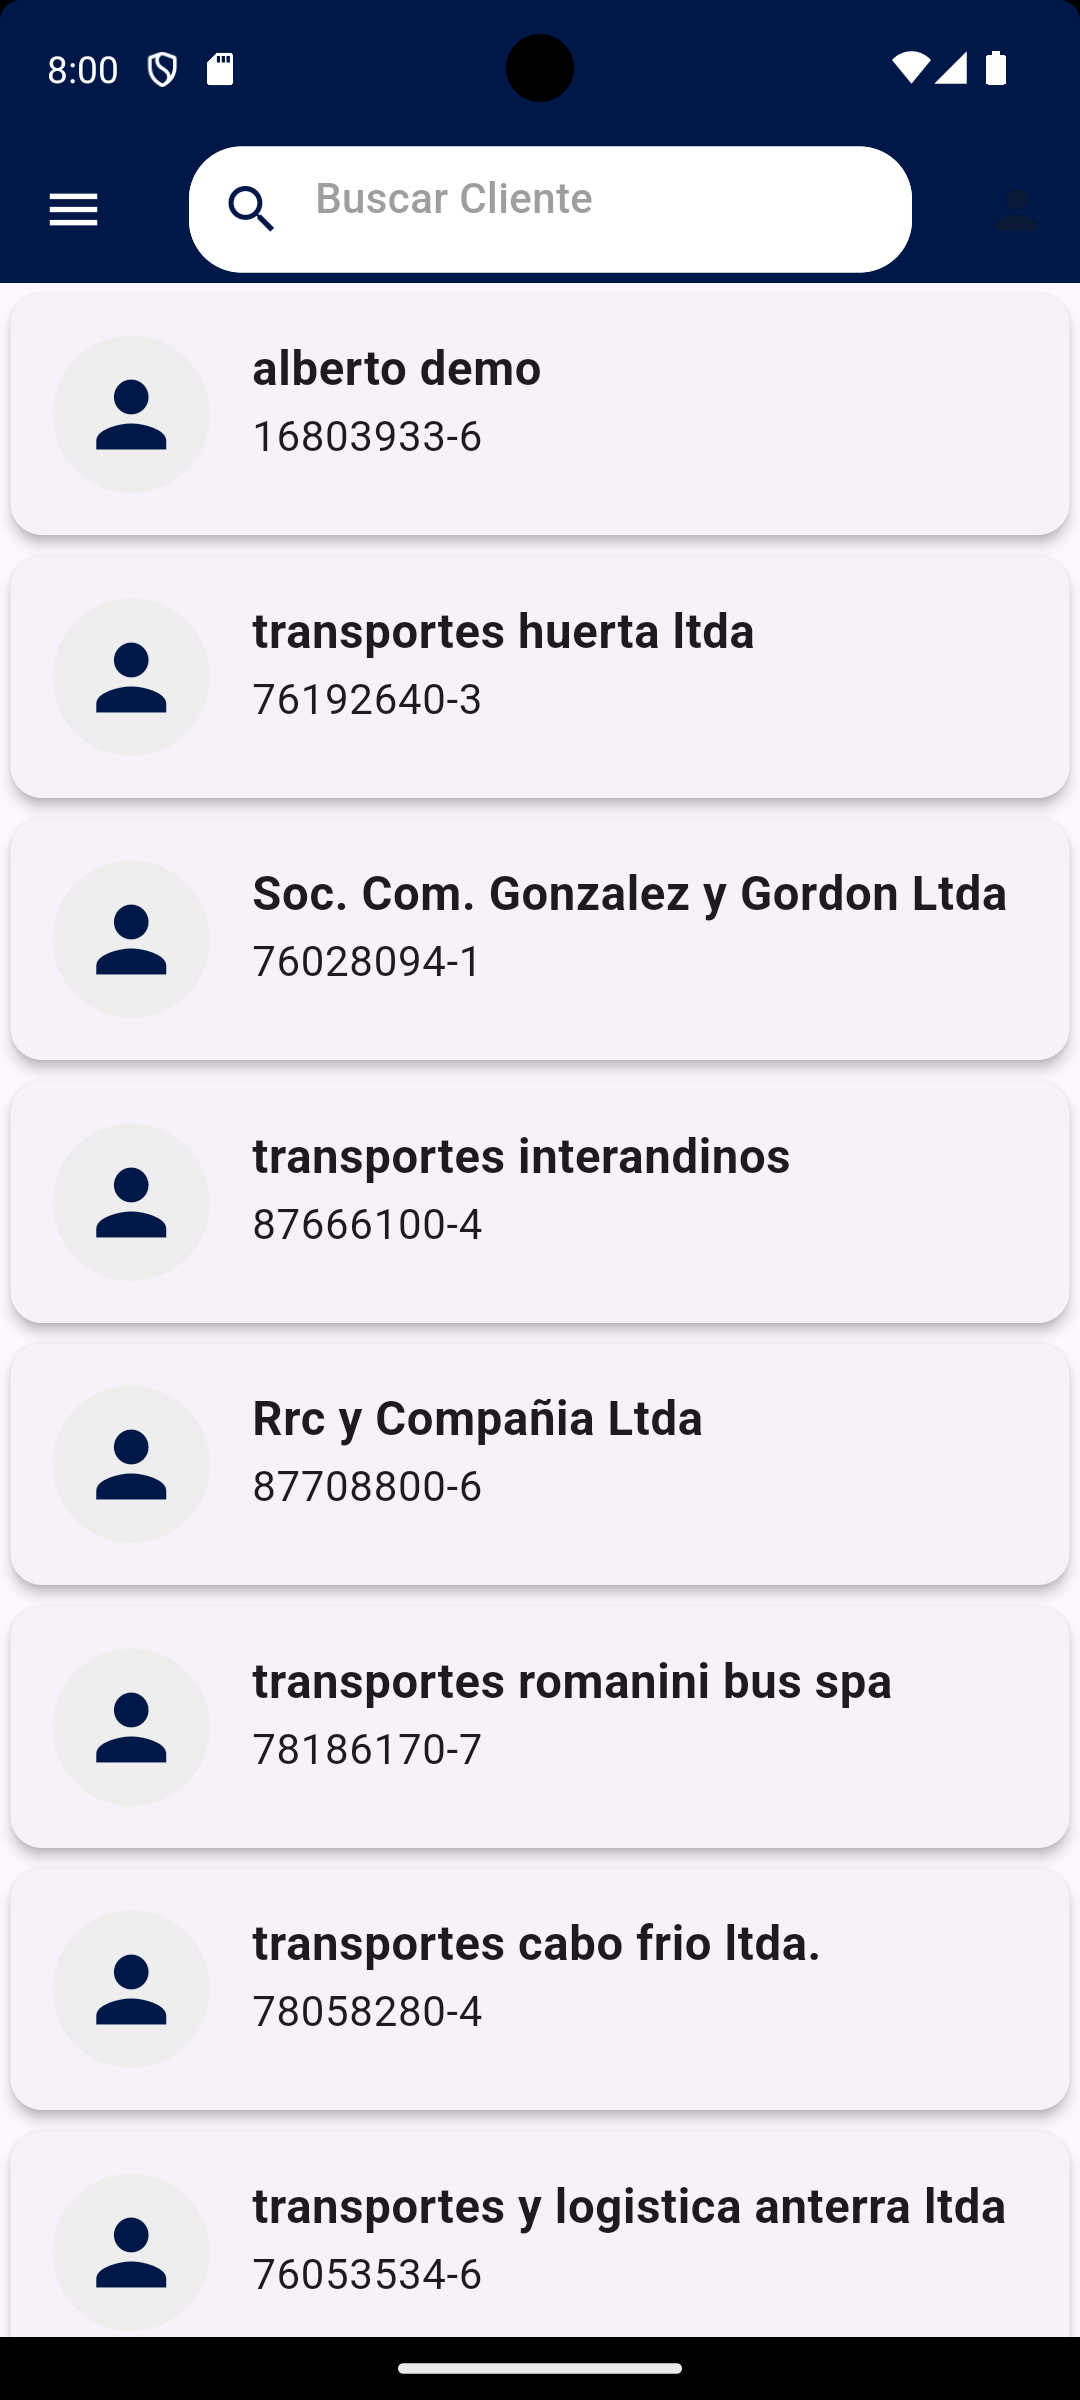 8:00
Buscar Cliente
alberto demo
16803933-6
transportes huerta ltda
76192640-3
Soc. Com. Gonzalez y Gordon Ltda
76028094-1
transportes interandinos
87666100-4
Rrc y Compañia Ltda
87708800-6
transportes romanini bus spa
78186170-7
transportes cabo frio ltda.
78058280-4
transportes y logistica anterra ltda
76053534-6